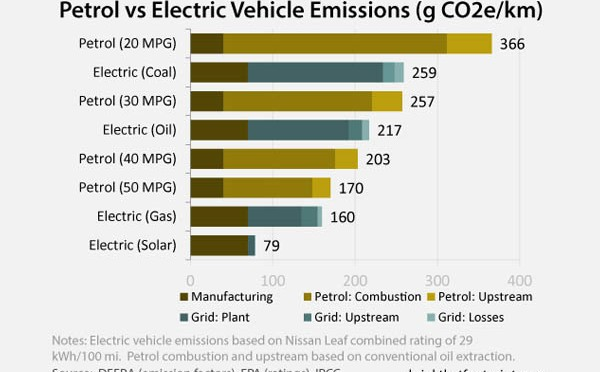 Petrol vs Electric Vehicle Emissions (g CO2e/km)
Petrol (20 MPG) 366
Electric (Coal) 259
Petrol (30 MPG) 257
Electric (Oil) 217
Petrol (40 MPG) 203
Petrol (50 MPG) 170
Electric (Gas) 160
Electric (Solar) 79
0 100 200 300 400
Manufacturing Petrol: Combustion Petrol: Upstream
Grid: Plant Grid: Upstream Grid: Losses
Notes: Electric vehicle emissions based on Nissan Leaf combined rating of 29
kWh/100 mi. Petrol combustion and upstream based on conventional oil extraction.